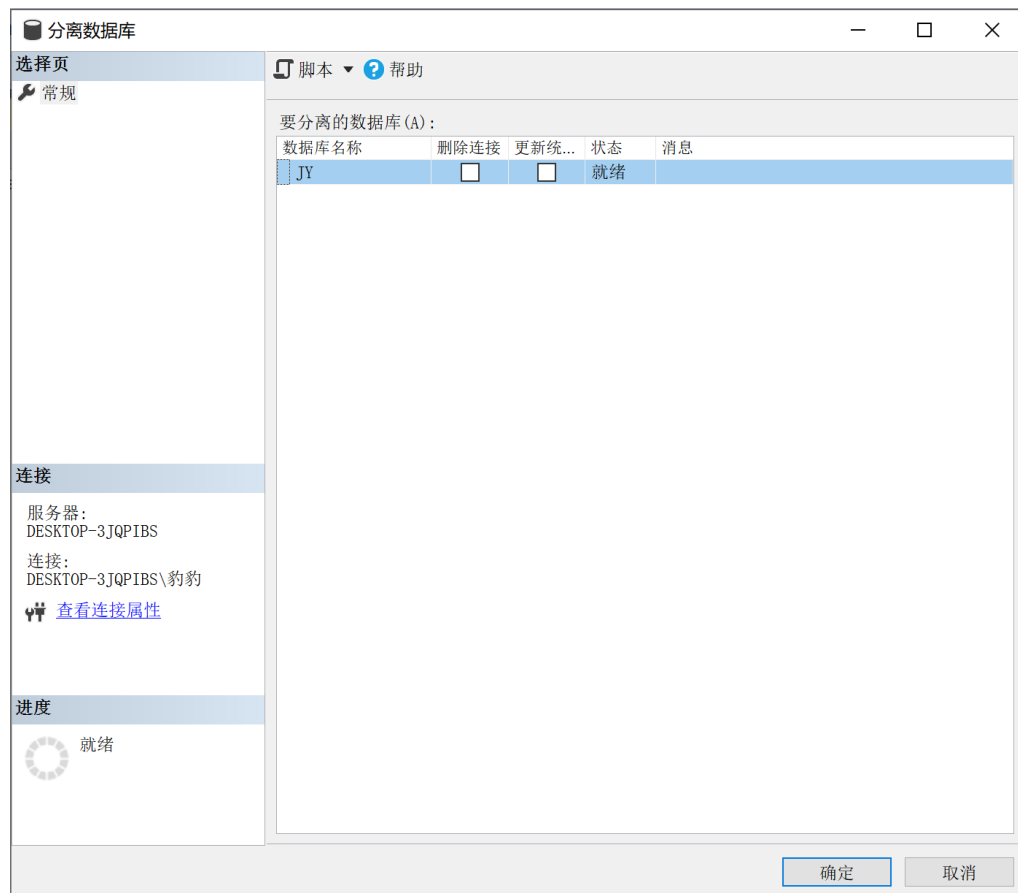 分离数据库
选择页
常规
脚本 帮助
要分离的数据库(A):
数据库名称 删除连接 更新统... 状态 消息
JY 就绪
连接
服务器:
DESKTOP-3JQPIBS
连接:
DESKTOP-3JQPIBS\豹豹
查看连接属性
进度
就绪
确定 取消